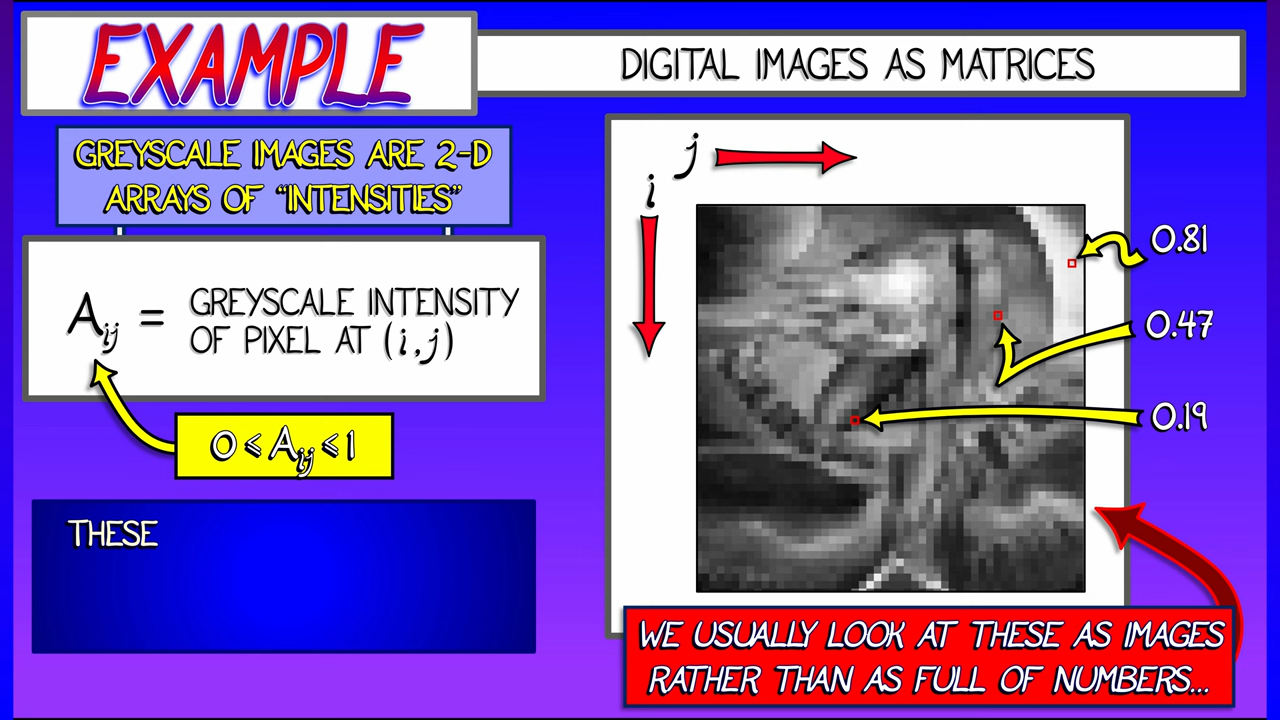 EXAMPLE
DIGITAL IMAGES AS MATRICES
GREYSCALE IMAGES ARE 2-D
ARRAYS OF “INTENSITIES”
Aij = GREYSCALE INTENSITY
OF PIXEL AT (i,j)
0 ≤ Aij ≤ 1
THESE
j
i
0.81
0.47
0.19
WE USUALLY LOOK AT THESE AS IMAGES
RATHER THAN AS FULL OF NUMBERS...